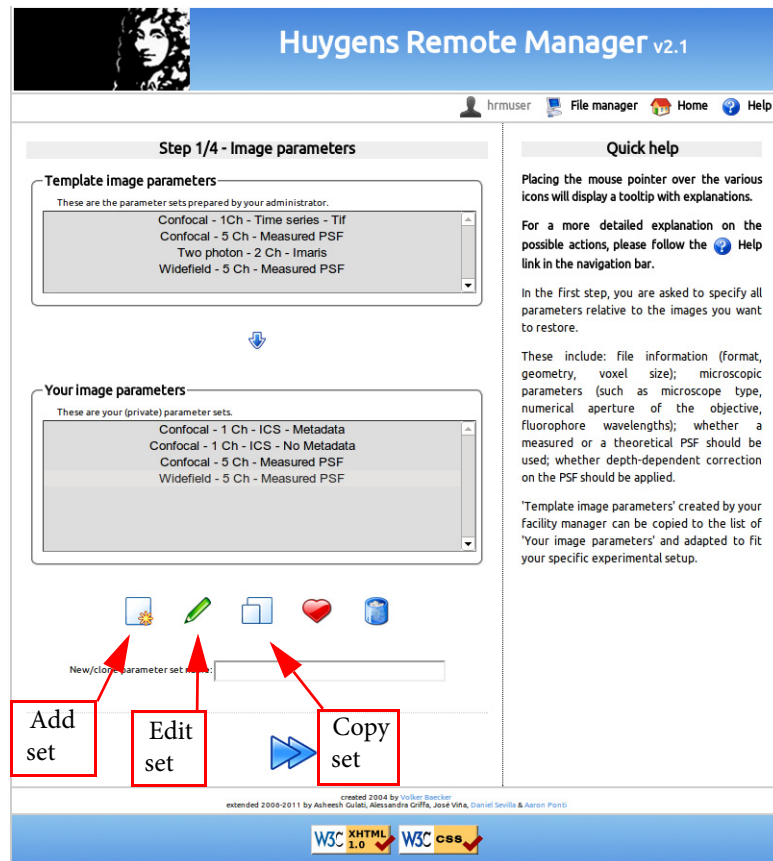 Huygens Remote Manager v2.1
hrmuser File manager Home Help
Step 1/4 - Image parameters
Template image parameters
These are the parameter sets prepared by your administrator.
Confocal - 1Ch - Time series - Tif
Confocal - 5 Ch - Measured PSF
Two photon - 2 Ch - Imaris
Widefield - 5 Ch - Measured PSF
Your image parameters
These are your (private) parameter sets.
Confocal - 1 Ch - ICS - Metadata
Confocal - 1 Ch - ICS - No Metadata
Confocal - 5 Ch - Measured PSF
Widefield - 5 Ch - Measured PSF
New/clone parameter set name:
Add
set
Edit
set
Copy
set
Quick help
Placing the mouse pointer over the various
icons will display a tooltip with explanations.
For a more detailed explanation on the
possible actions, please follow the Help
link in the navigation bar.
In the first step, you are asked to specify all
parameters relative to the images you want
to restore.
These include: file information (format,
geometry, voxel size); microscopic
parameters (such as microscope type,
numerical aperture of the objective,
fluorophore wavelengths); whether a
measured or a theoretical PSF should be
used; whether depth-dependent correction
on the PSF should be applied.
'Template image parameters' created by your
facility manager can be copied to the list of
'Your image parameters' and adapted to fit
your specific experimental setup.
created 2004 by Volker Baecker
extended 2006-2011 by Asheesh Gulati, Alessandra Griffa, José Viña, Daniel Sevilla & Aaron Ponti
W3C XHTML 1.0 W3C css